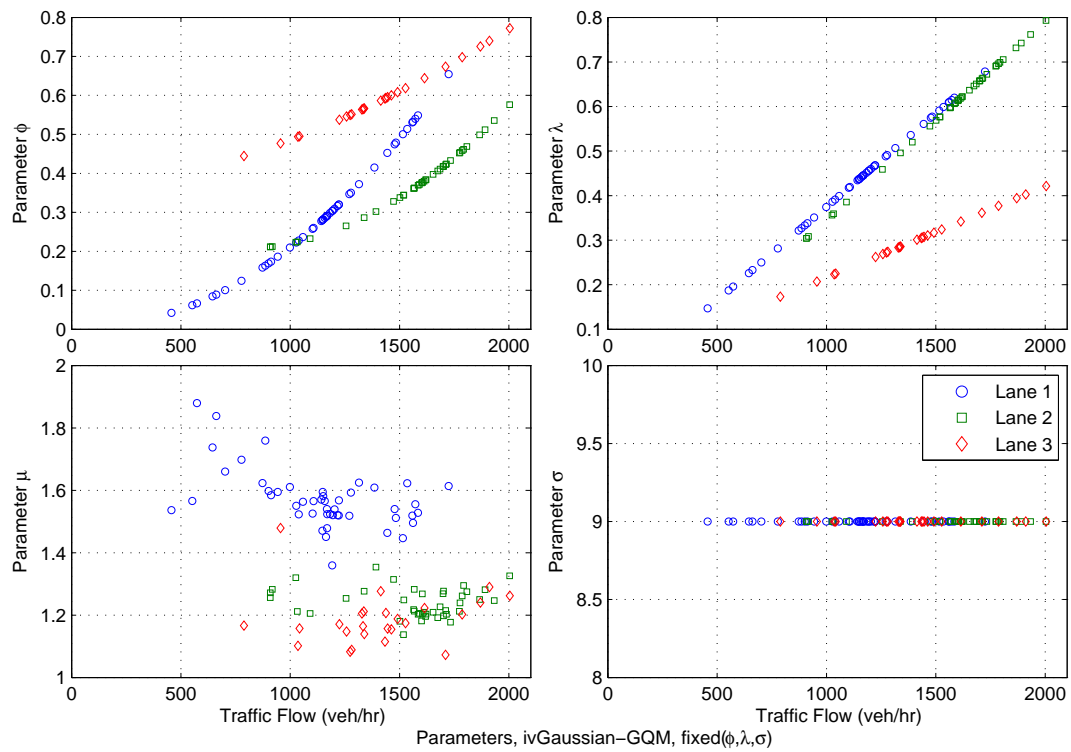 0.8
0.7
0.6
0.5
0.4
0.3
0.2
0.1
0
Parameter ϕ
0 500 1000 1500 2000
0.8
0.7
0.6
0.5
0.4
0.3
0.2
0.1
Parameter λ
0 500 1000 1500 2000
2
1.8
1.6
1.4
1.2
1
Parameter μ
0 500 1000 1500 2000
Traffic Flow (veh/hr)
10
9.5
9
8.5
8
Parameter σ
Lane 1
Lane 2
Lane 3
0 500 1000 1500 2000
Traffic Flow (veh/hr)
Parameters, ivGaussian−GQM, fixed(ϕ,λ,σ)